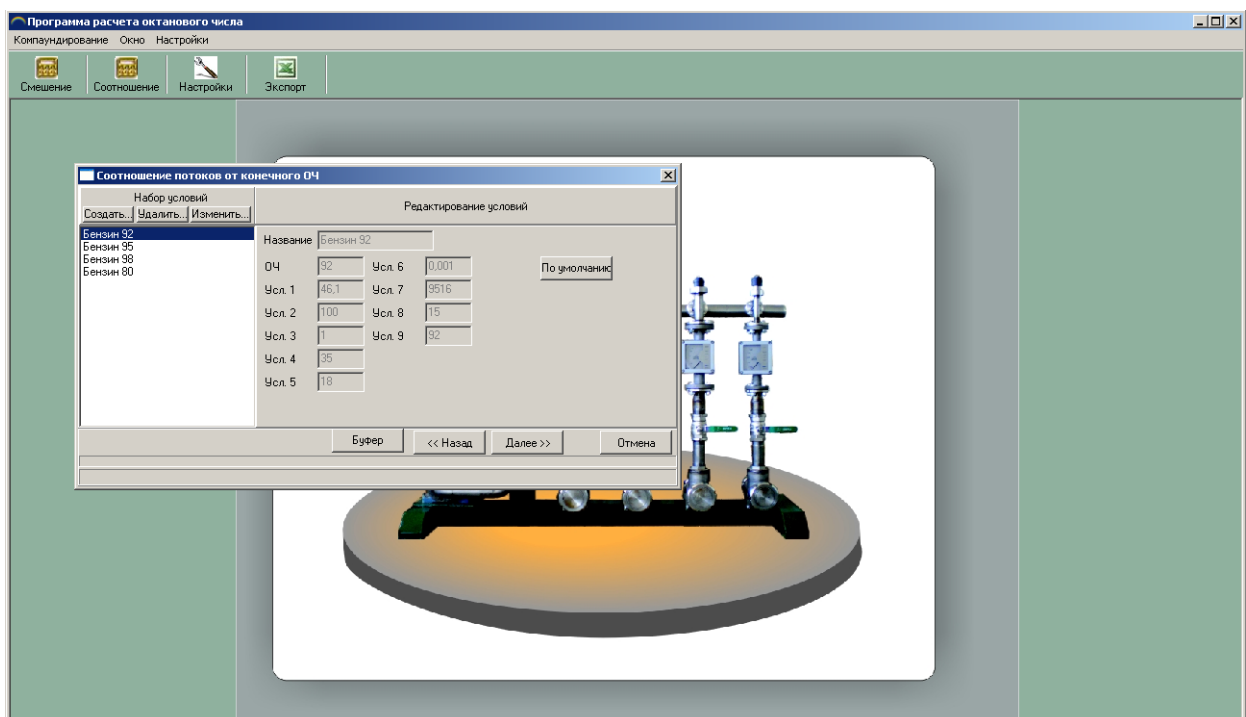 Программа расчета октанового числа
Компаундирование Окно Настройки
Смешение Соотношение Настройки Экспорт
Соотношение потоков от конечного ОЧ
Набор условий
Создать... Удалить... Изменить...
Редактирование условий
Бензин 92
Бензин 95
Бензин 98
Бензин 80
Название Бензин 92
ОЧ 92 Усл. 6 0,001 По умолчанию
Усл. 1 46,1 Усл. 7 9516
Усл. 2 100 Усл. 8 15
Усл. 3 1 Усл. 9 92
Усл. 4 35
Усл. 5 18
Буфер << Назад Далее >> Отмена